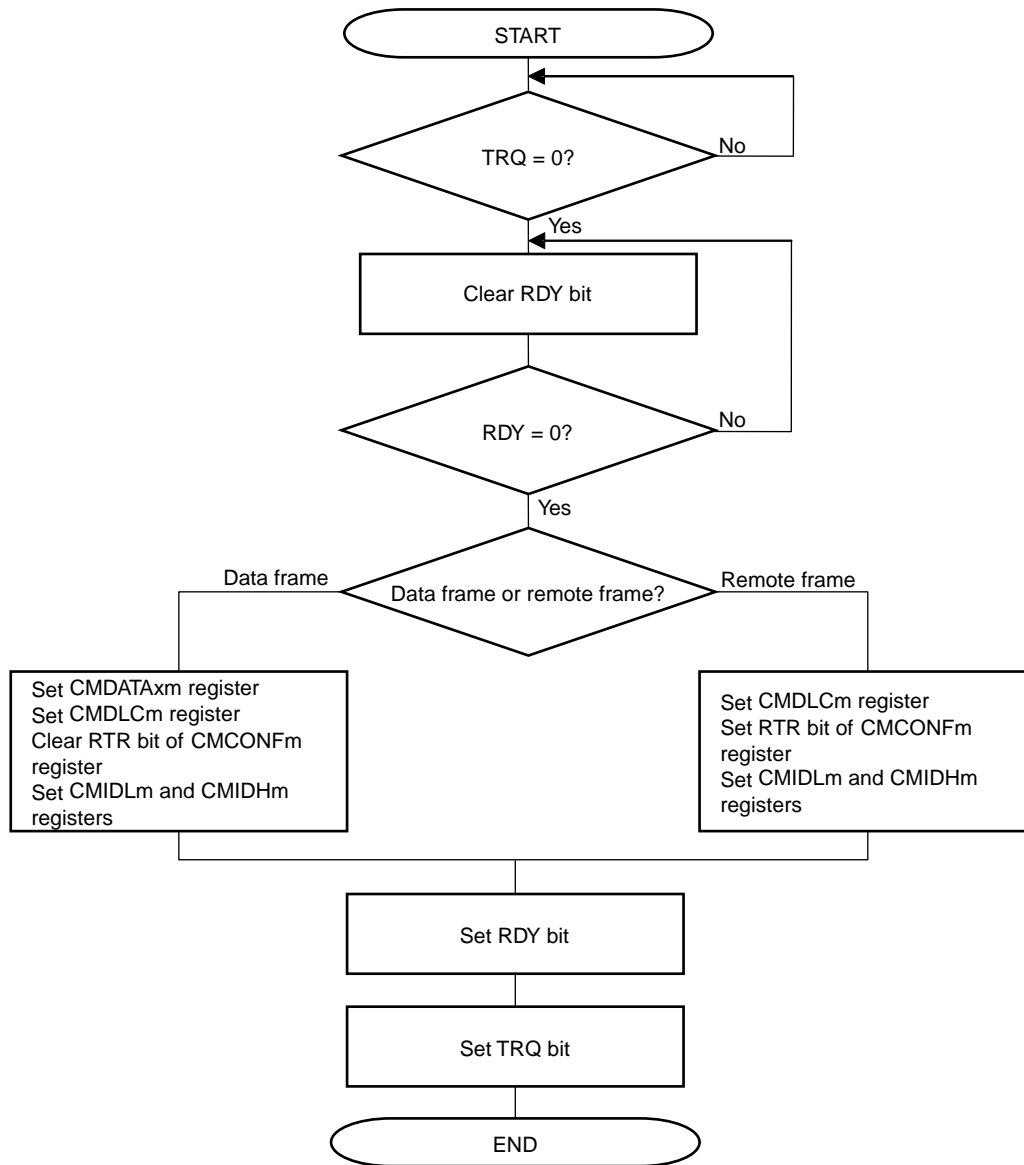 START
TRQ = 0?
No
Yes
Clear RDY bit
RDY = 0?
No
Yes
Data frame
Data frame or remote frame?
Remote frame
Set CMDATAxm register
Set CMDLCm register
Clear RTR bit of CMCONFm
register
Set CMIDLm and CMIDHm
registers
Set CMDLCm register
Set RTR bit of CMCONFm
register
Set CMIDLm and CMIDHm
registers
Set RDY bit
Set TRQ bit
END